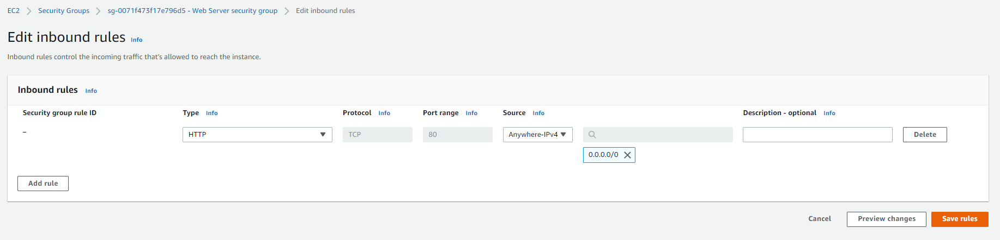 EC2 Security Groups sg-0071f473f17e796d5 - Web Server security group Edit inbound rules
Edit inbound rules Info
Inbound rules control the incoming traffic that's allowed to reach the instance.
Inbound rules Info
Security group rule ID Type Info Protocol Info Port range Info Source Info Description - optional Info
– HTTP TCP 80 Anywhere-IPv4 Delete
0.0.0.0/0
Add rule
Cancel Preview changes Save rules